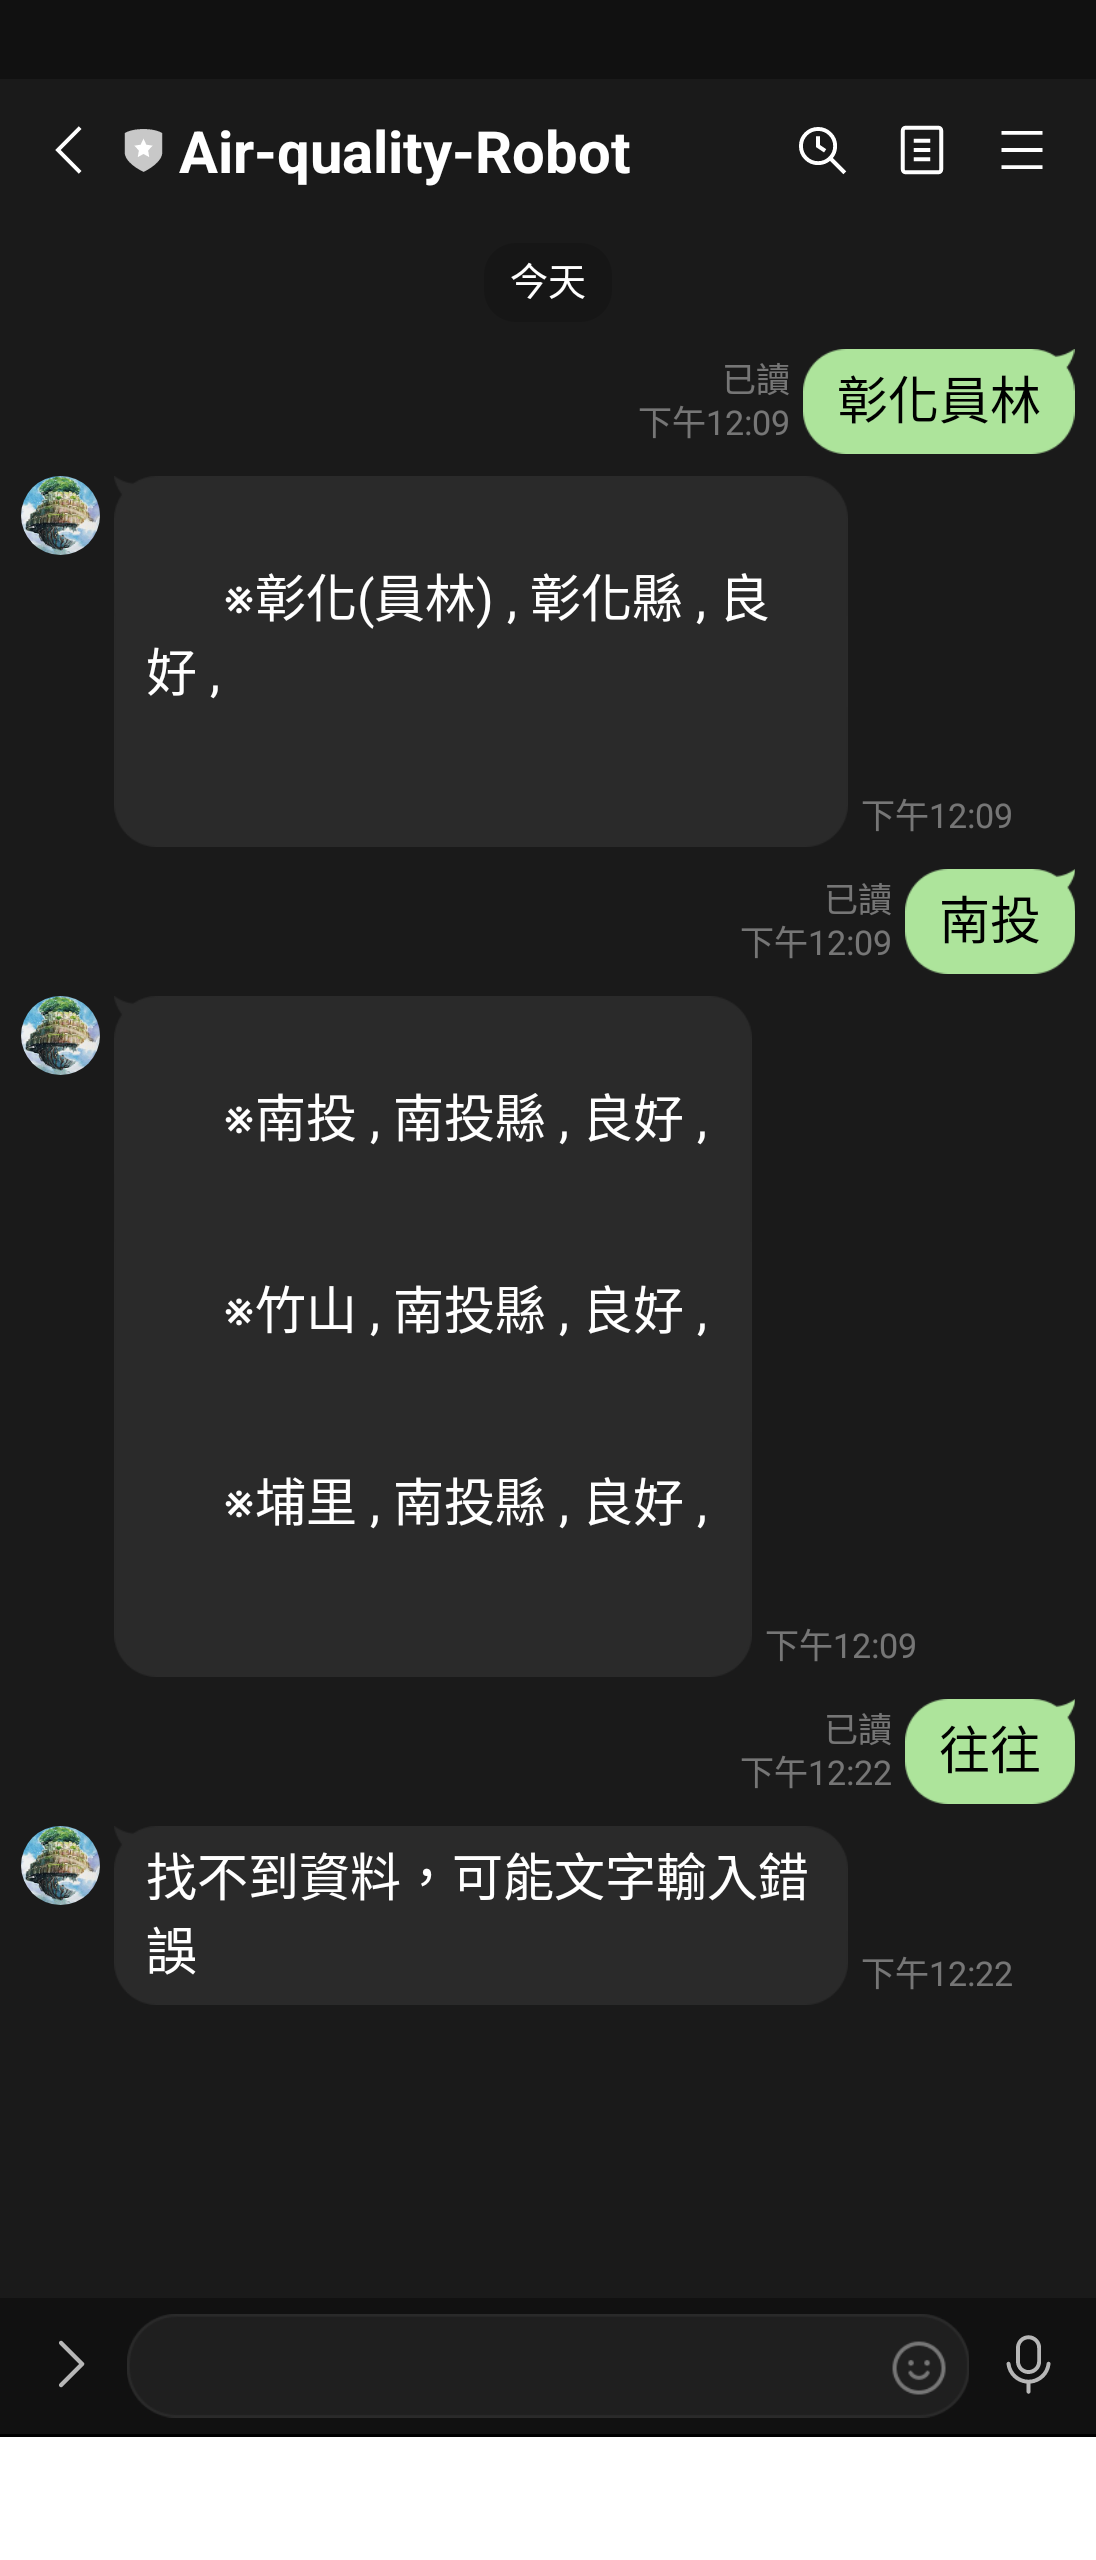 Air-quality-Robot
今天
已讀
下午12:09
彰化員林
※彰化(員林) , 彰化縣 , 良
好 ,
下午12:09
已讀
下午12:09
南投
※南投 , 南投縣 , 良好 ,
※竹山 , 南投縣 , 良好 ,
※埔里 , 南投縣 , 良好 ,
下午12:09
已讀
下午12:22
往往
找不到資料，可能文字輸入錯
誤
下午12:22